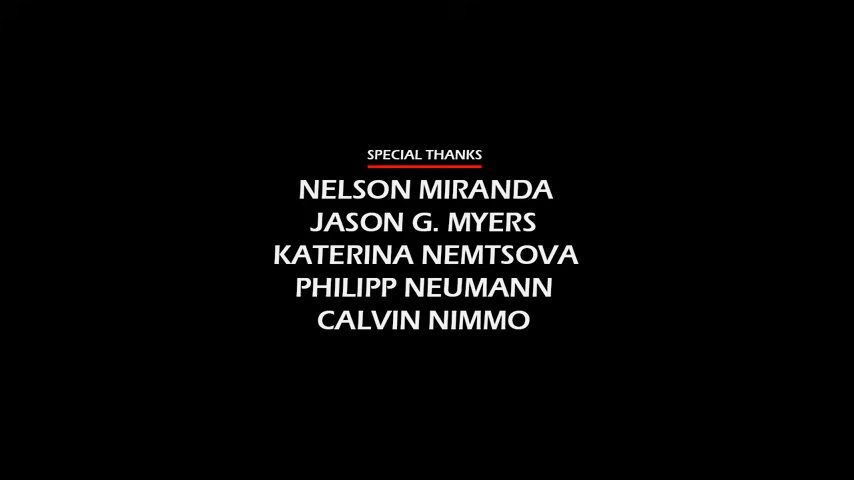 SPECIAL THANKS
NELSON MIRANDA
JASON G. MYERS
KATERINA NEMTSOVA
PHILIPP NEUMANN
CALVIN NIMMO